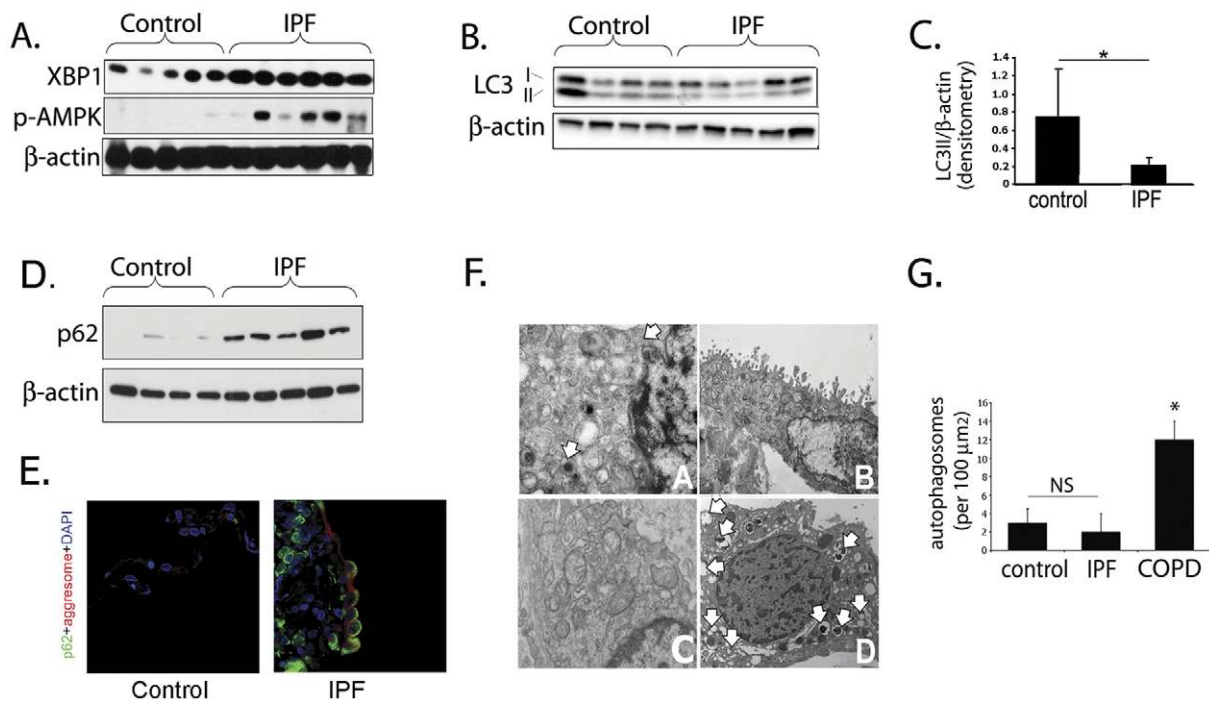 A.
Control IPF
XBP1
p-AMPK
β-actin
B.
Control IPF
LC3
I
II
β-actin
C.
*
1.4
1.2
1.0
0.8
0.6
0.4
0.2
0
LC3II/β-actin
(densitometry)
control IPF
D.
Control IPF
p62
β-actin
E.
p62+aggresome+DAPI
Control IPF
F.
A
B
C
D
G.
autophagosomes
(per 100 µm2)
16
14
12
10
8
6
4
2
0
NS
*
control IPF COPD